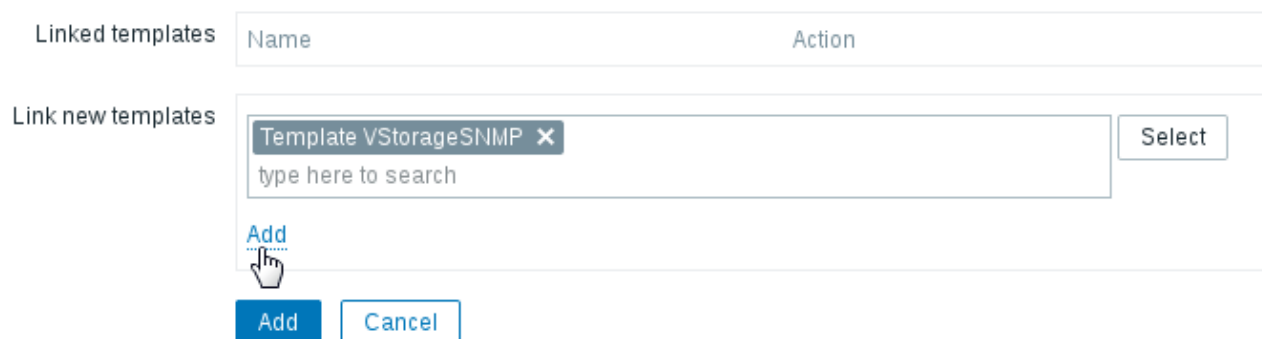 Linked templates Name Action
Link new templates
Template VStorageSNMP ✕ Select
type here to search
Add
Add Cancel